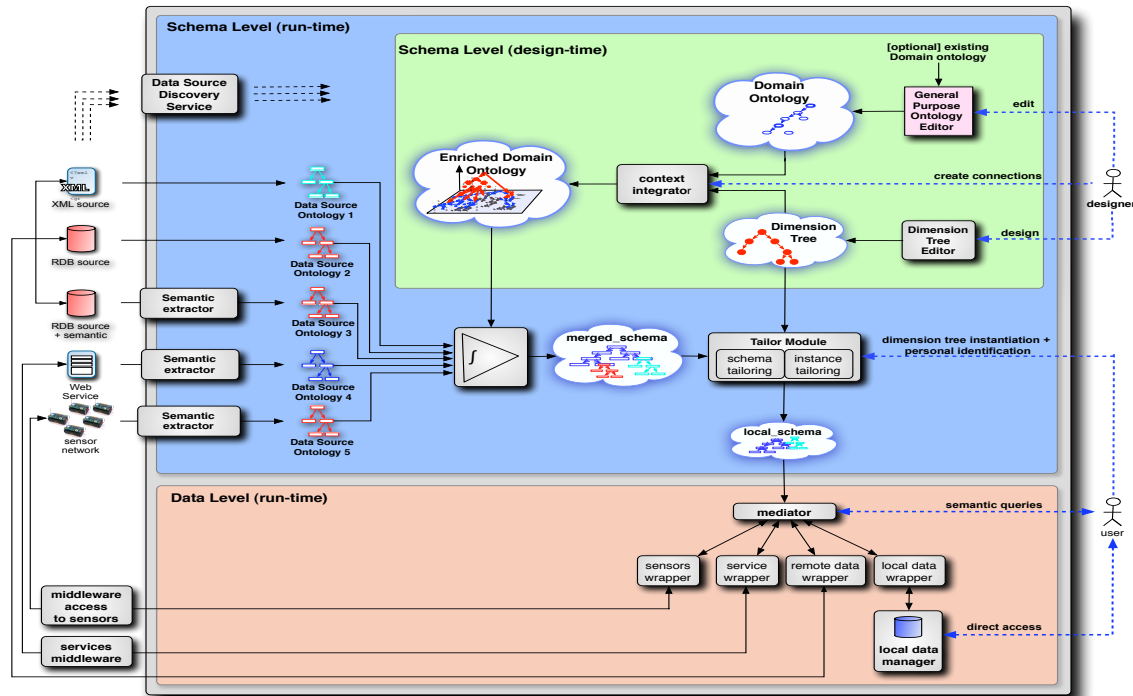 Schema Level (run-time)
Schema Level (design-time)
[optional] existing
Domain ontology
Data Source
Discovery
Service
Domain
Ontology
General
Purpose
Ontology
Editor
edit
Enriched Domain
Ontology
context
integrator
create connections
designer
XML
XML source
Data Source
Ontology 1
Dimension
Tree
Dimension
Tree
Editor
design
RDB source
Data Source
Ontology 2
Semantic
extractor
RDB source
+ semantic
Data Source
Ontology 3
∫
merged_schema
Tailor Module
schema
tailoring
instance
tailoring
dimension tree instantiation +
personal identification
Semantic
extractor
Web
Service
Data Source
Ontology 4
Semantic
extractor
sensor
network
Data Source
Ontology 5
local_schema
Data Level (run-time)
mediator
semantic queries
user
sensors
wrapper
service
wrapper
remote data
wrapper
local data
wrapper
middleware
access
to sensors
direct access
services
middleware
local data
manager